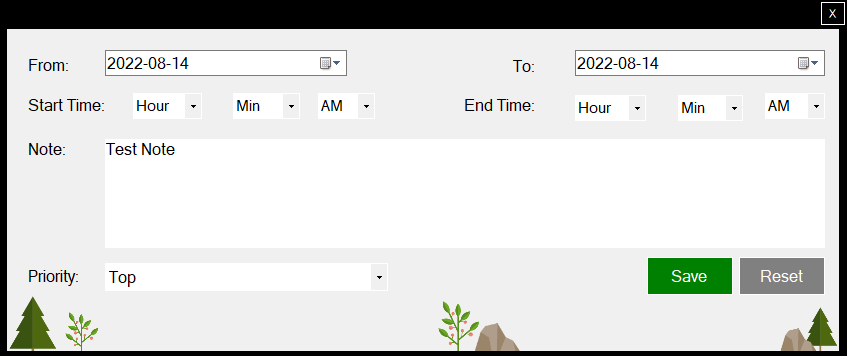 X
From: 2022-08-14 To: 2022-08-14
Start Time: Hour Min AM End Time: Hour Min AM
Note: Test Note
Priority: Top Save Reset